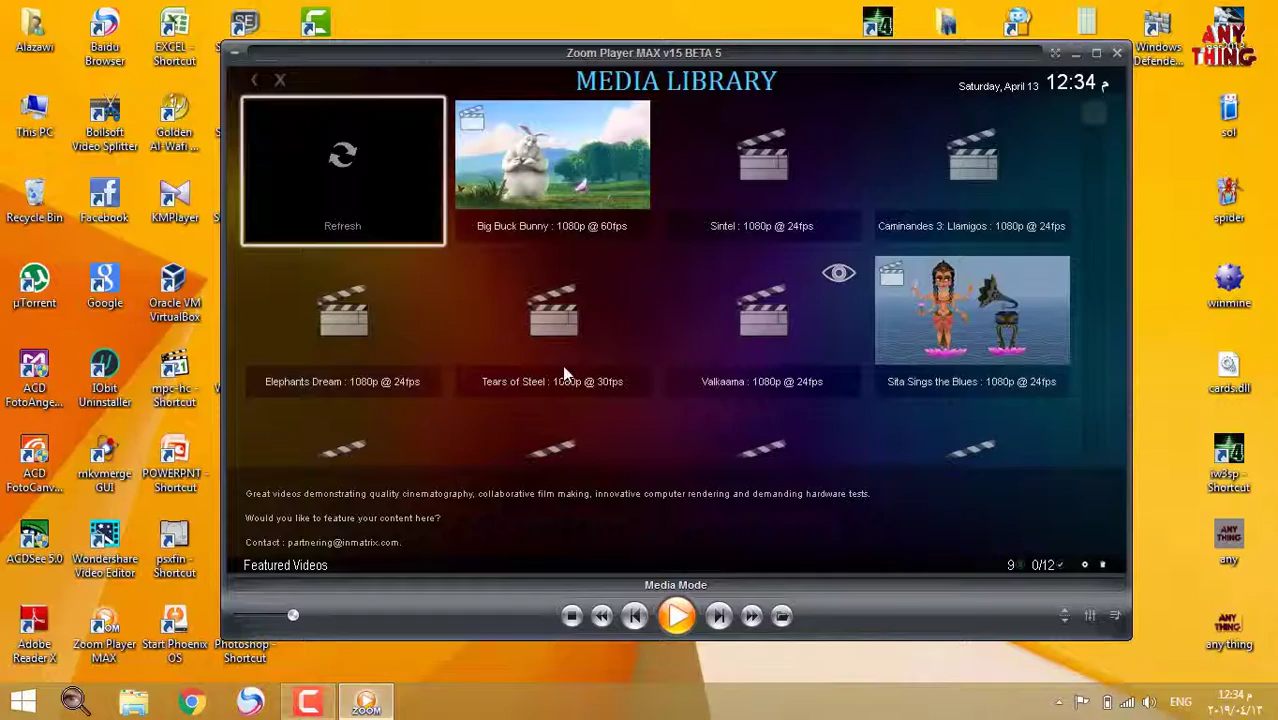 Zoom Player MAX v15 BETA 5
MEDIA LIBRARY
Saturday, April 13 12:34 م
Refresh
Big Buck Bunny : 1080p @ 60fps
Sintel : 1080p @ 24fps
Caminandes 3: Llamigos : 1080p @ 24fps
Elephants Dream : 1080p @ 24fps
Tears of Steel : 1080p @ 30fps
Valkaama : 1080p @ 24fps
Sita Sings the Blues : 1080p @ 24fps
Great videos demonstrating quality cinematography, collaborative film making, innovative computer rendering and demanding hardware tests.
Would you like to feature your content here?
Contact : partnering@inmatrix.com.
Featured Videos
9 0/12
Media Mode
Alazawi
Baidu Browser
EXCEL - Shortcut
This PC
Boilsoft Video Splitter
Golden Al-Wafi ...
Recycle Bin
Facebook
KMPlayer
µTorrent
Google
Oracle VM VirtualBox
ACD FotoAnge...
IObit Uninstaller
mpc-hc - Shortcut
ACD FotoCanv...
mkvmerge GUI
POWERPNT - Shortcut
ACDSee 5.0
Wondershare Video Editor
psxfin - Shortcut
Adobe Reader X
Zoom Player MAX
Start Phoenix OS
Photoshop - Shortcut
Windows Defende...
ANY THING
sol
spider
winmine
cards.dll
iw3sp - Shortcut
any
any thing
ZOOM
ENG
12:34 م
٢٠١٩/٠٤/١٣